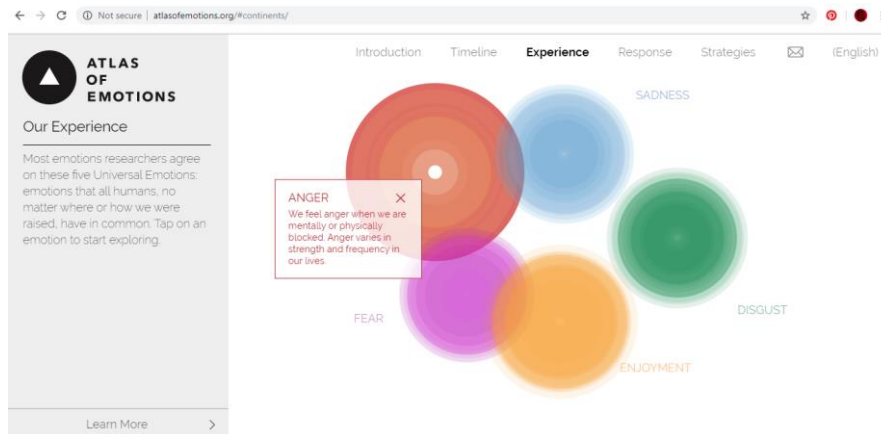 Not secure | atlasofemotions.org/#continents/
Introduction Timeline Experience Response Strategies (English)
ATLAS
OF
EMOTIONS
Our Experience
Most emotions researchers agree
on these five Universal Emotions:
emotions that all humans, no
matter where or how we were
raised, have in common. Tap on an
emotion to start exploring.
SADNESS
ANGER
We feel anger when we are
mentally or physically
blocked. Anger varies in
strength and frequency in
our lives.
FEAR
DISGUST
ENJOYMENT
Learn More